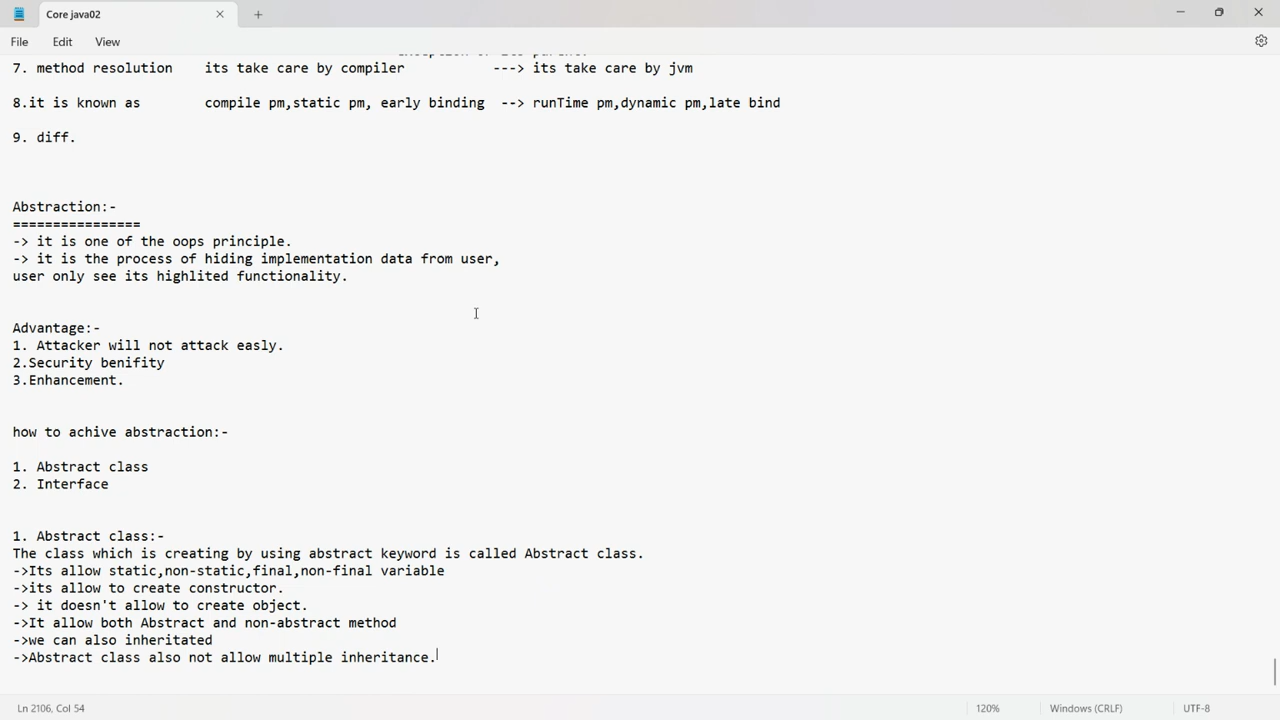 Core java02
File Edit View
7. method resolution its take care by compiler ---> its take care by jvm
8.it is known as compile pm,static pm, early binding --> runTime pm,dynamic pm,late bind
9. diff.
Abstraction:-
================
-> it is one of the oops principle.
-> it is the process of hiding implementation data from user,
user only see its highlited functionality.
Advantage:-
1. Attacker will not attack easly.
2.Security benifity
3.Enhancement.
how to achive abstraction:-
1. Abstract class
2. Interface
1. Abstract class:-
The class which is creating by using abstract keyword is called Abstract class.
->Its allow static,non-static,final,non-final variable
->its allow to create constructor.
-> it doesn't allow to create object.
->It allow both Abstract and non-abstract method
->we can also inheritated
->Abstract class also not allow multiple inheritance.
Ln 2106, Col 54 120% Windows (CRLF) UTF-8